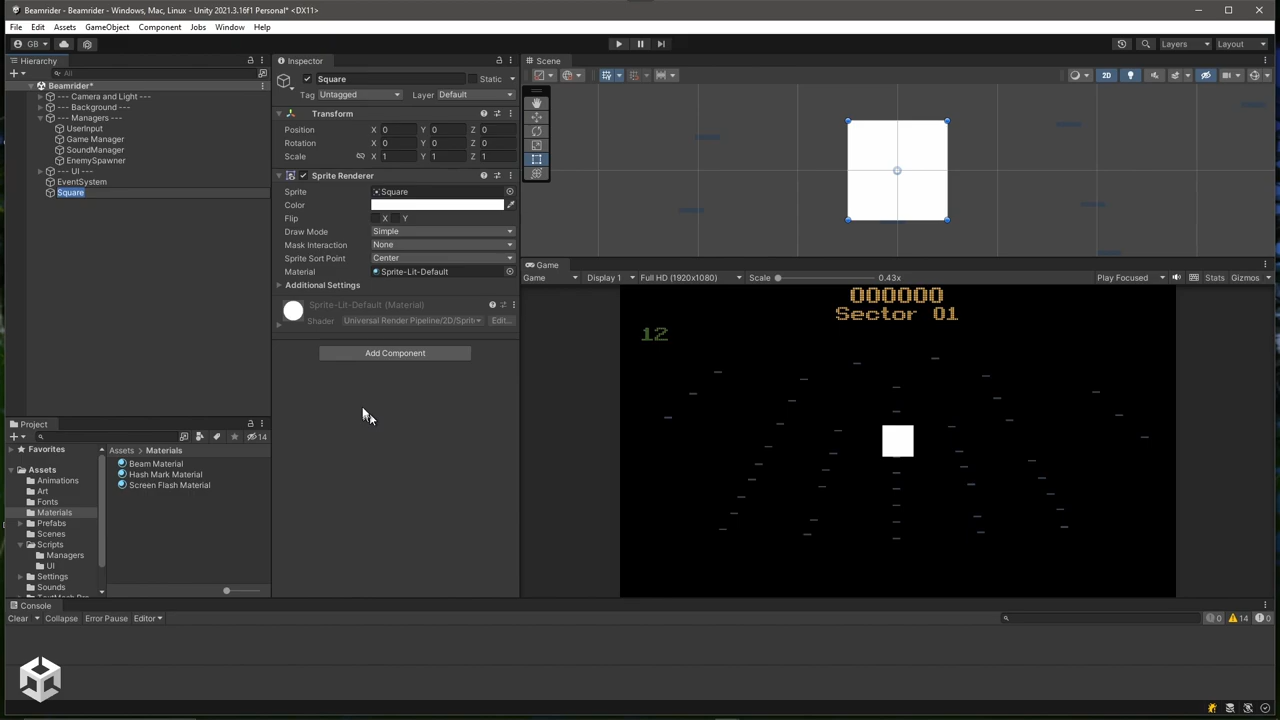 Beamrider - Beamrider - Windows, Mac, Linux - Unity 2021.3.16f1 Personal* <DX11>
File Edit Assets GameObject Component Jobs Window Help
GB
Layers
Layout
Hierarchy
All
Beamrider*
--- Camera and Light ---
--- Background ---
--- Managers ---
UserInput
Game Manager
SoundManager
EnemySpawner
--- UI ---
EventSystem
Square
Inspector
Square
Static
Tag Untagged
Layer Default
Transform
Position X 0 Y 0 Z 0
Rotation X 0 Y 0 Z 0
Scale X 1 Y 1 Z 1
Sprite Renderer
Sprite Square
Color
Flip X Y
Draw Mode Simple
Mask Interaction None
Sprite Sort Point Center
Material Sprite-Lit-Default
Additional Settings
Sprite-Lit-Default (Material)
Shader Universal Render Pipeline/2D/Sprit
Edit...
Add Component
Scene
2D
Game
Game
Display 1
Full HD (1920x1080)
Scale
0.43x
Play Focused
Stats
Gizmos
000000
Sector 01
12
Project
14
Favorites
Assets
Animations
Art
Fonts
Materials
Prefabs
Scenes
Scripts
Managers
UI
Settings
Sounds
Assets > Materials
Beam Material
Hash Mark Material
Screen Flash Material
Console
Clear
Collapse
Error Pause
Editor
0
14
0